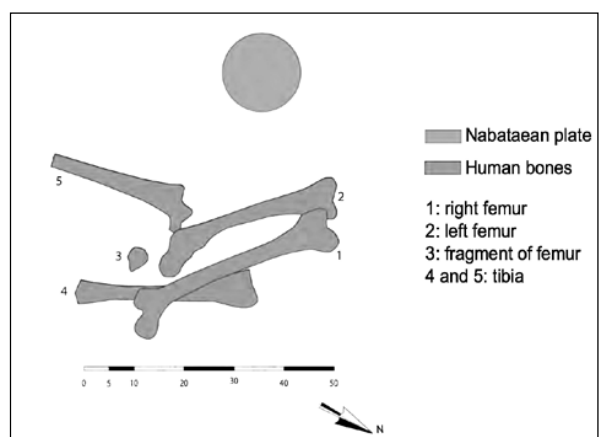 Nabataean plate
Human bones
1: right femur
2: left femur
3: fragment of femur
4 and 5: tibia
5
2
3
1
4
0 5 10 20 30 40 50
N